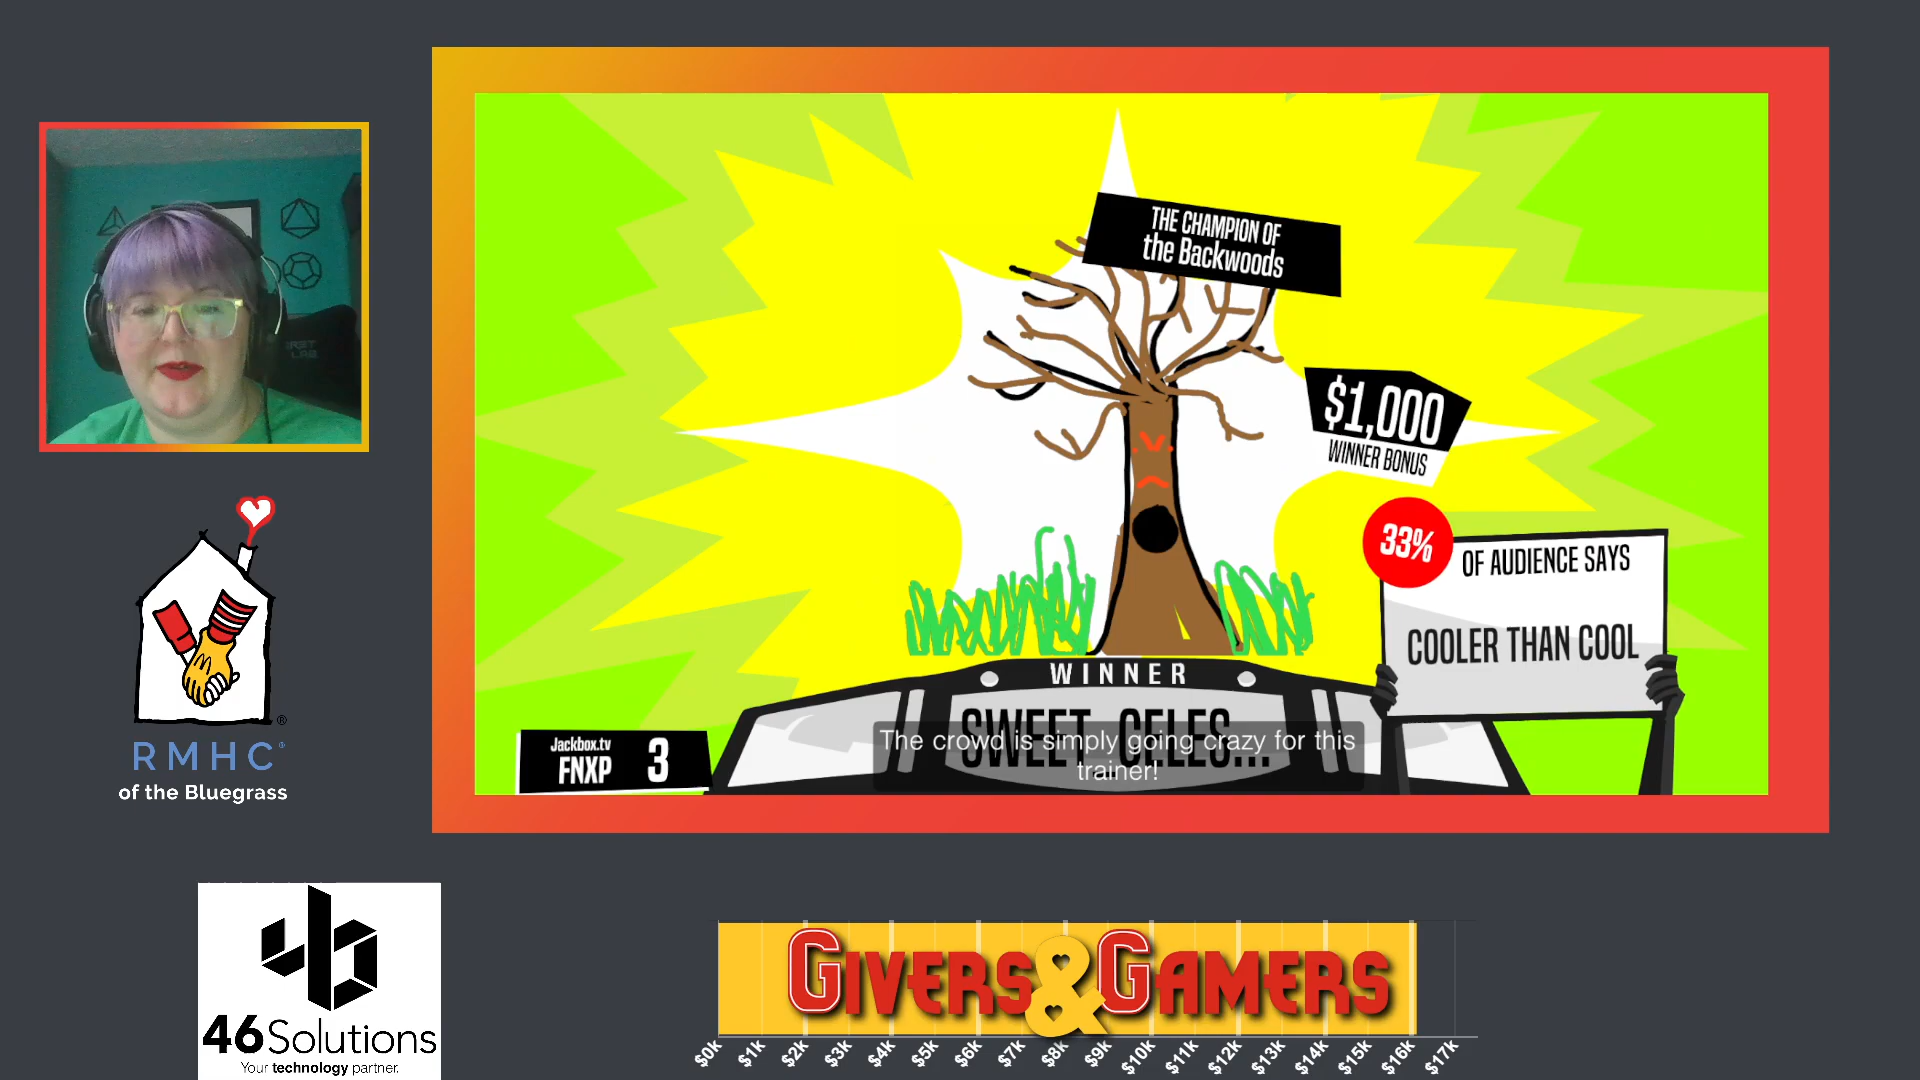 THE CHAMPION OF
the Backwoods
$1,000
WINNER BONUS
33%
OF AUDIENCE SAYS
COOLER THAN COOL
WINNER
SWEET CELES...
The crowd is simply going crazy for this
trainer!
Jackbox.tv
FNXP
3
RMHC®
of the Bluegrass
®
46Solutions
Your technology partner.
GIVERS & GAMERS
$0k $1k $2k $3k $4k $5k $6k $7k $8k $9k $10k $11k $12k $13k $14k $15k $16k $17k